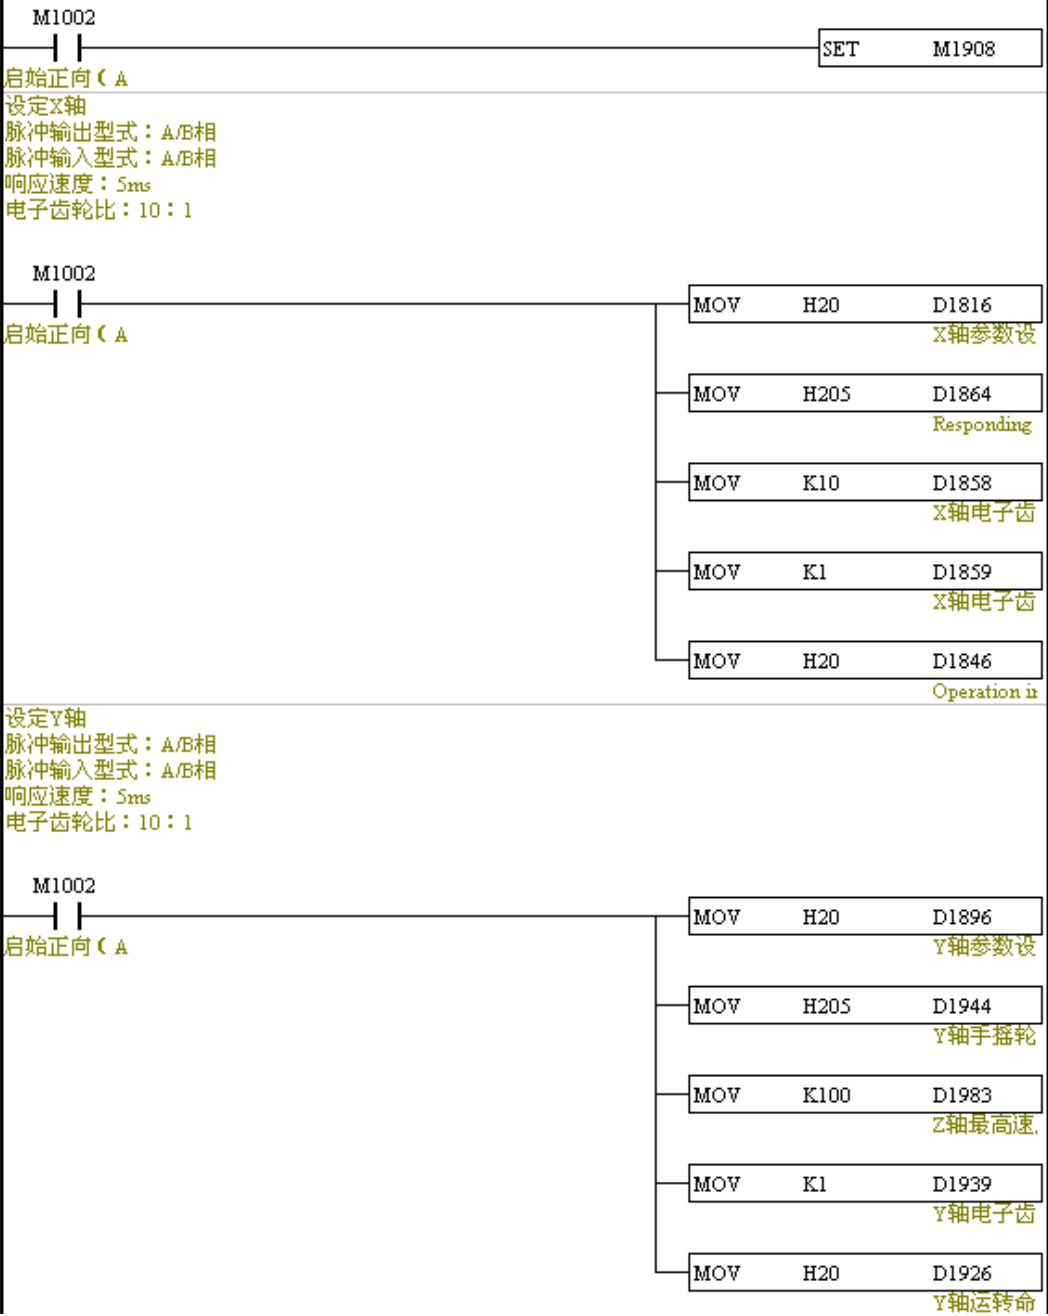 M1002
SET M1908
启始正向 ( A
设定X轴
脉冲输出型式：A/B相
脉冲输入型式：A/B相
响应速度：5ms
电子齿轮比：10：1
M1002
MOV H20 D1816
启始正向 ( A
X轴参数设
MOV H205 D1864
Responding
MOV K10 D1858
X轴电子齿
MOV K1 D1859
X轴电子齿
MOV H20 D1846
Operation in
设定Y轴
脉冲输出型式：A/B相
脉冲输入型式：A/B相
响应速度：5ms
电子齿轮比：10：1
M1002
MOV H20 D1896
启始正向 ( A
Y轴参数设
MOV H205 D1944
Y轴手摇轮
MOV K100 D1983
Z轴最高速
MOV K1 D1939
Y轴电子齿
MOV H20 D1926
Y轴运转命